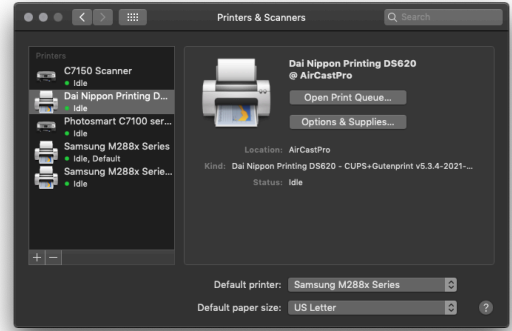 Printers & Scanners
Search
Printers
C7150 Scanner
Idle
Dai Nippon Printing D...
Idle
Photosmart C7100 ser...
Idle
Samsung M288x Series
Idle, Default
Samsung M288x Serie...
Idle
+ −
Dai Nippon Printing DS620
@ AirCastPro
Open Print Queue...
Options & Supplies...
Location: AirCastPro
Kind: Dai Nippon Printing DS620 - CUPS+Gutenprint v5.3.4-2021-...
Status: Idle
Default printer: Samsung M288x Series
Default paper size: US Letter
?